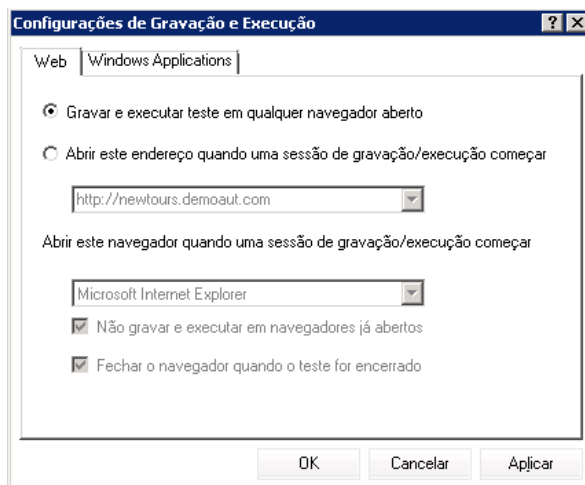 Configurações de Gravação e Execução
Web Windows Applications
Gravar e executar teste em qualquer navegador aberto
Abrir este endereço quando uma sessão de gravação/execução começar
http://newtours.demoaut.com
Abrir este navegador quando uma sessão de gravação/execução começar
Microsoft Internet Explorer
Não gravar e executar em navegadores já abertos
Fechar o navegador quando o teste for encerrado
OK Cancelar Aplicar